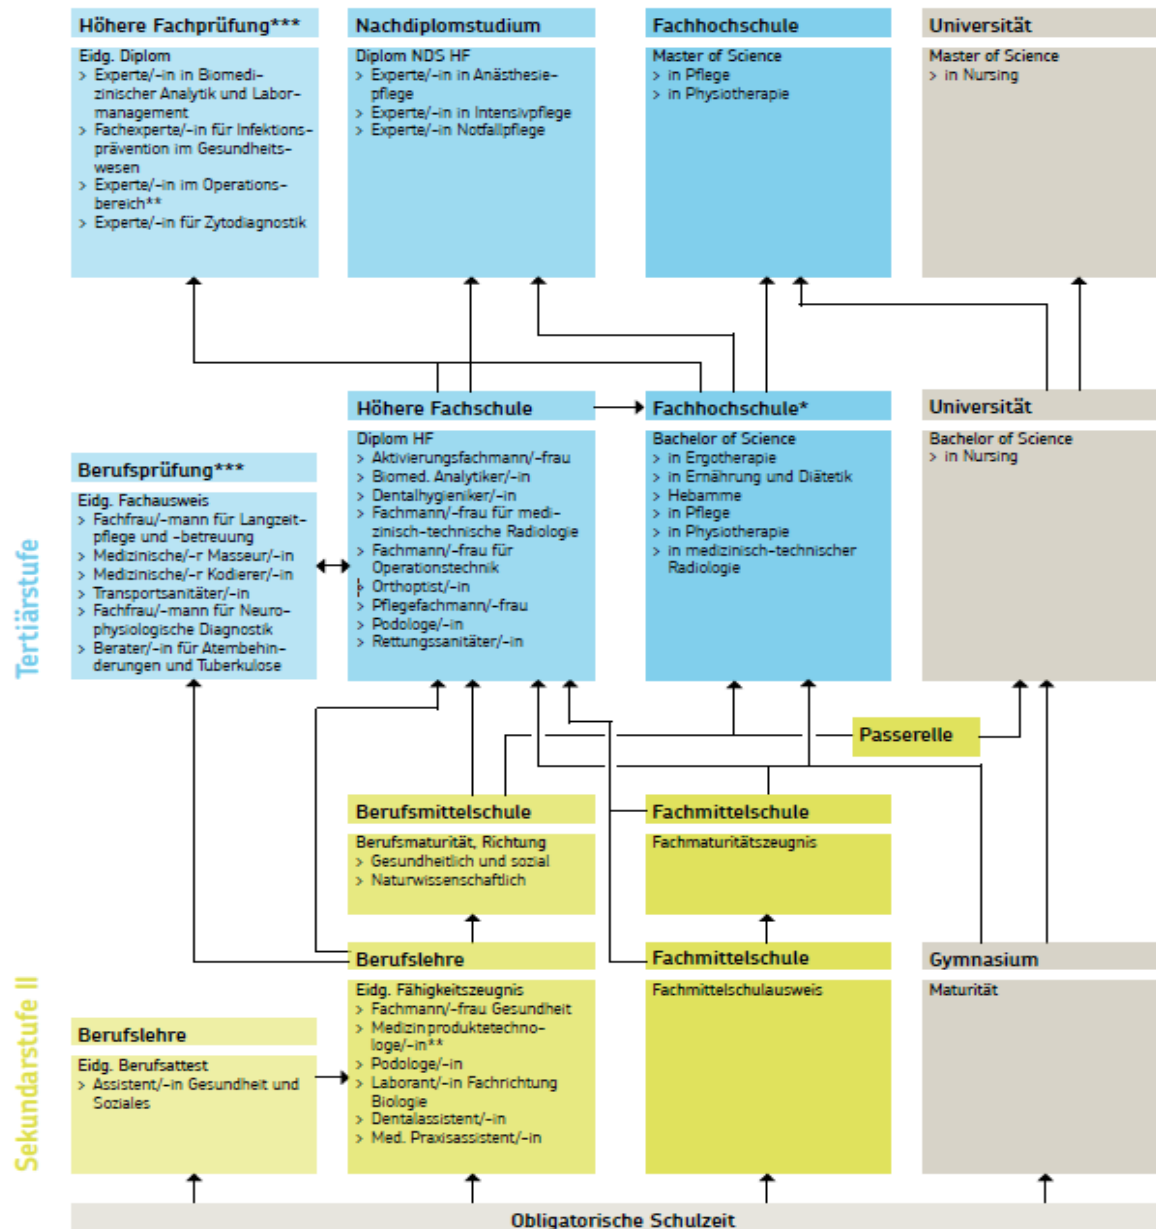 Höhere Fachprüfung***
Eidg. Diplom
> Experte/-in in Biomedi-
zinischer Analytik und Labor-
management
> Fachexperte/-in für Infektions-
prävention im Gesundheits-
wesen
> Experte/-in im Operations-
bereich**
> Experte/-in für Zytodiagnostik
Nachdiplomstudium
Diplom NDS HF
> Experte/-in in Anästhesie-
pflege
> Experte/-in in Intensivpflege
> Experte/-in Notfallpflege
Fachhochschule
Master of Science
> in Pflege
> in Physiotherapie
Universität
Master of Science
> in Nursing
Tertiärstufe
Berufsprüfung***
Eidg. Fachausweis
> Fachfrau/-mann für Langzeit-
pflege und -betreuung
> Medizinische/-r Masseur/-in
> Medizinische/-r Kodierer/-in
> Transportsanitäter/-in
> Fachfrau/-mann für Neuro-
physiologische Diagnostik
> Berater/-in für Atembehin-
derungen und Tuberkulose
Höhere Fachschule
Diplom HF
> Aktivierungsfachmann/-frau
> Biomed. Analytiker/-in
> Dentalhygieniker/-in
> Fachmann/-frau für medi-
zinisch-technische Radiologie
> Fachmann/-frau für
Operationstechnik
> Orthoptist/-in
> Pflegefachmann/-frau
> Podologe/-in
> Rettungssanitäter/-in
Fachhochschule*
Bachelor of Science
> in Ergotherapie
> in Ernährung und Diätetik
> Hebamme
> in Pflege
> in Physiotherapie
> in medizinisch-technischer
Radiologie
Universität
Bachelor of Science
> in Nursing
Passerelle
Sekundarstufe II
Berufsmittelschule
Berufsmaturität, Richtung
> Gesundheitlich und sozial
> Naturwissenschaftlich
Fachmittelschule
Fachmaturitätszeugnis
Berufslehre
Eidg. Berufsattest
> Assistent/-in Gesundheit und
Soziales
Berufslehre
Eidg. Fähigkeitszeugnis
> Fachmann/-frau Gesundheit
> Medizinproduktetechno-
loge/-in**
> Podologe/-in
> Laborant/-in Fachrichtung
Biologie
> Dentalassistent/-in
> Med. Praxisassistent/-in
Fachmittelschule
Fachmittelschulausweis
Gymnasium
Maturität
Obligatorische Schulzeit